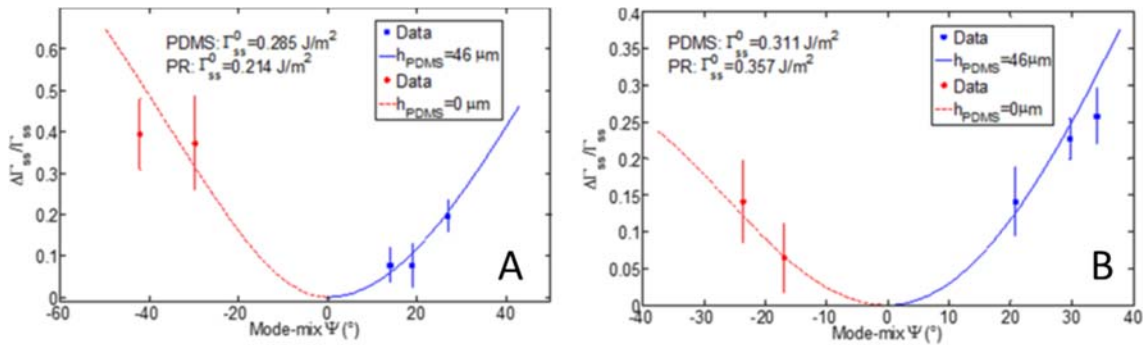 PDMS: Γ⁰ss=0.285 J/m²
PR: Γ⁰ss=0.214 J/m²
Data
hPDMS=46 μm
Data
hPDMS=0 μm
ΔΓss/Γss
0.6
0.5
0.4
0.3
0.2
0.1
0
-60 -40 -20 0 20 40
Mode-mix Ψ (°)
A
PDMS: Γ⁰ss=0.311 J/m²
PR: Γ⁰ss=0.357 J/m²
Data
hPDMS=46μm
Data
hPDMS=0μm
ΔΓss/Γss
0.4
0.35
0.3
0.25
0.2
0.15
0.1
0.05
0
-40 -30 -20 -10 0 10 20 30 40
Mode-mix Ψ (°)
B